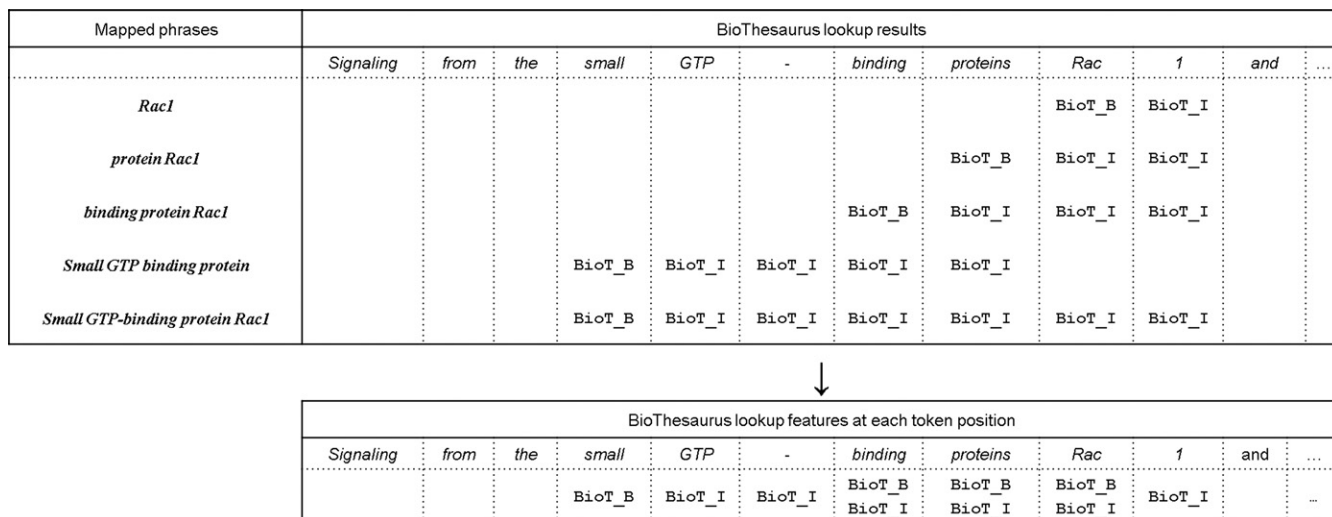 Mapped phrases BioThesaurus lookup results
Signaling from the small GTP - binding proteins Rac 1 and ...
Rac1 BioT_B BioT_I
protein Rac1 BioT_B BioT_I BioT_I
binding protein Rac1 BioT_B BioT_I BioT_I BioT_I
Small GTP binding protein BioT_B BioT_I BioT_I BioT_I BioT_I
Small GTP-binding protein Rac1 BioT_B BioT_I BioT_I BioT_I BioT_I BioT_I BioT_I
BioThesaurus lookup features at each token position
Signaling from the small GTP - binding proteins Rac 1 and ...
BioT_B BioT_B BioT_B
BioT_B BioT_I BioT_I BioT_I ...
BioT_I BioT_I BioT_I